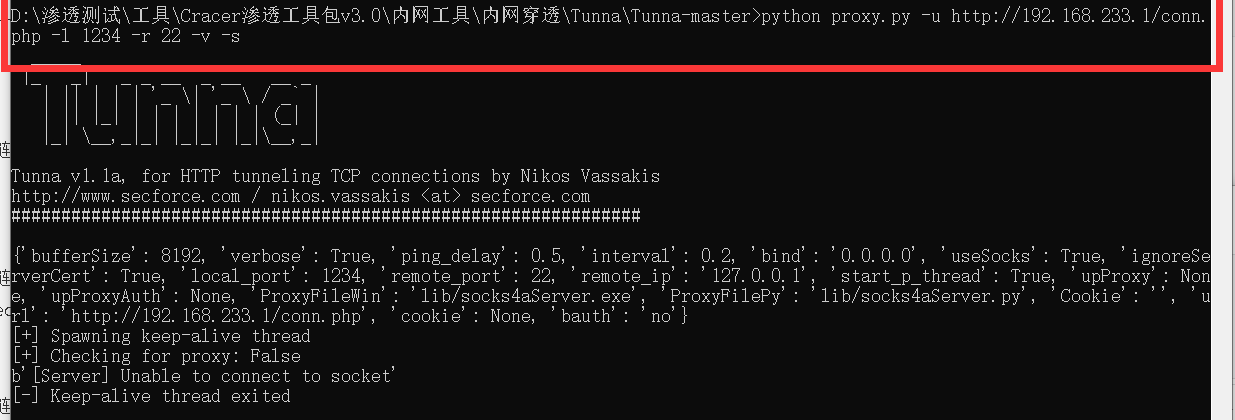 D:\渗透测试\工具\Cracer渗透工具包v3.0\内网工具\内网穿透\Tunna\Tunna-master>python proxy.py -u http://192.168.233.1/conn.
php -l 1234 -r 22 -v -s
Tunna
Tunna v1.1a, for HTTP tunneling TCP connections by Nikos Vassakis
http://www.secforce.com / nikos.vassakis <at> secforce.com
###############################################################
{'bufferSize': 8192, 'verbose': True, 'ping_delay': 0.5, 'interval': 0.2, 'bind': '0.0.0.0', 'useSocks': True, 'ignoreSe
rverCert': True, 'local_port': 1234, 'remote_port': 22, 'remote_ip': '127.0.0.1', 'start_p_thread': True, 'upProxy': Non
e, 'upProxyAuth': None, 'ProxyFileWin': 'lib/socks4aServer.exe', 'ProxyFilePy': 'lib/socks4aServer.py', 'Cookie': '', 'u
rl': 'http://192.168.233.1/conn.php', 'cookie': None, 'bauth': 'no'}
[+] Spawning keep-alive thread
[+] Checking for proxy: False
b'[Server] Unable to connect to socket'
[-] Keep-alive thread exited